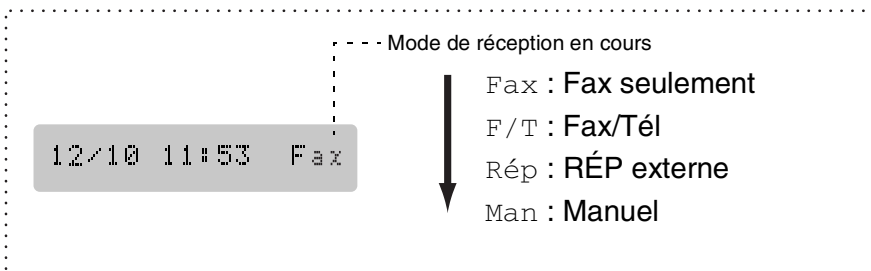 Mode de réception en cours
Fax : Fax seulement
F/T : Fax/Tél
12/10 11:53 Fax
Rép : RÉP externe
Man : Manuel